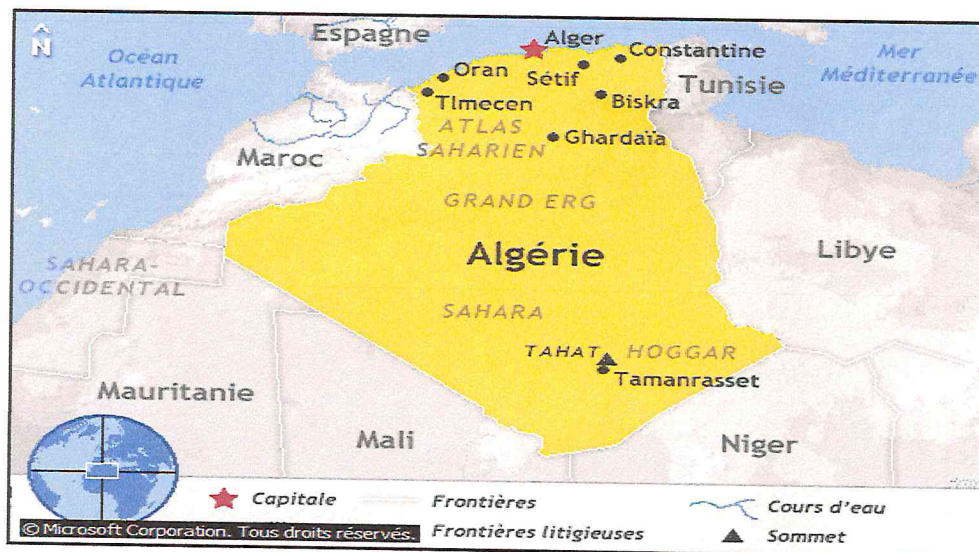 N
Espagne
Alger
Constantine
Océan
Atlantique
Mer
Méditerranée
Oran
Sétif
Tunisie
Tlmecen
Biskra
ATLAS
SAHARIEN
Ghardaïa
Maroc
GRAND ERG
Algérie
Libye
SAHARA-
OCCIDENTAL
SAHARA
TAHAT
HOGGAR
Tamanrasset
Mauritanie
Mali
Niger
Capitale
Frontières
Cours d'eau
© Microsoft Corporation. Tous droits réservés.
Frontières litigieuses
Sommet